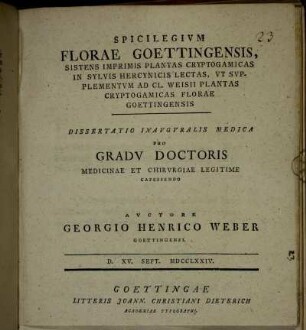 23
SPICILEGIVM
FLORAE GOETTINGENSIS,
SISTENS IMPRIMIS PLANTAS CRYPTOGAMICAS
IN SYLVIS HERCYNICIS LECTAS, VT SVP-
PLEMENTVM AD CL. WEISII PLANTAS
CRYPTOGAMICAS FLORAE
GOETTINGENSIS
DISSERTATIO INAVGVRALIS MEDICA
PRO
GRADV DOCTORIS
MEDICINAE ET CHIRVRGIAE LEGITIME
CAPESSENDO
AVCTORE
GEORGIO HENRICO WEBER
GOETTINGENSI.
D. XV. SEPT. MDCCLXXIV.
GOETTINGAE
LITTERIS JOANN. CHRISTIANI DIETERICH
ACADEMIAE TYPOGRAPHI.